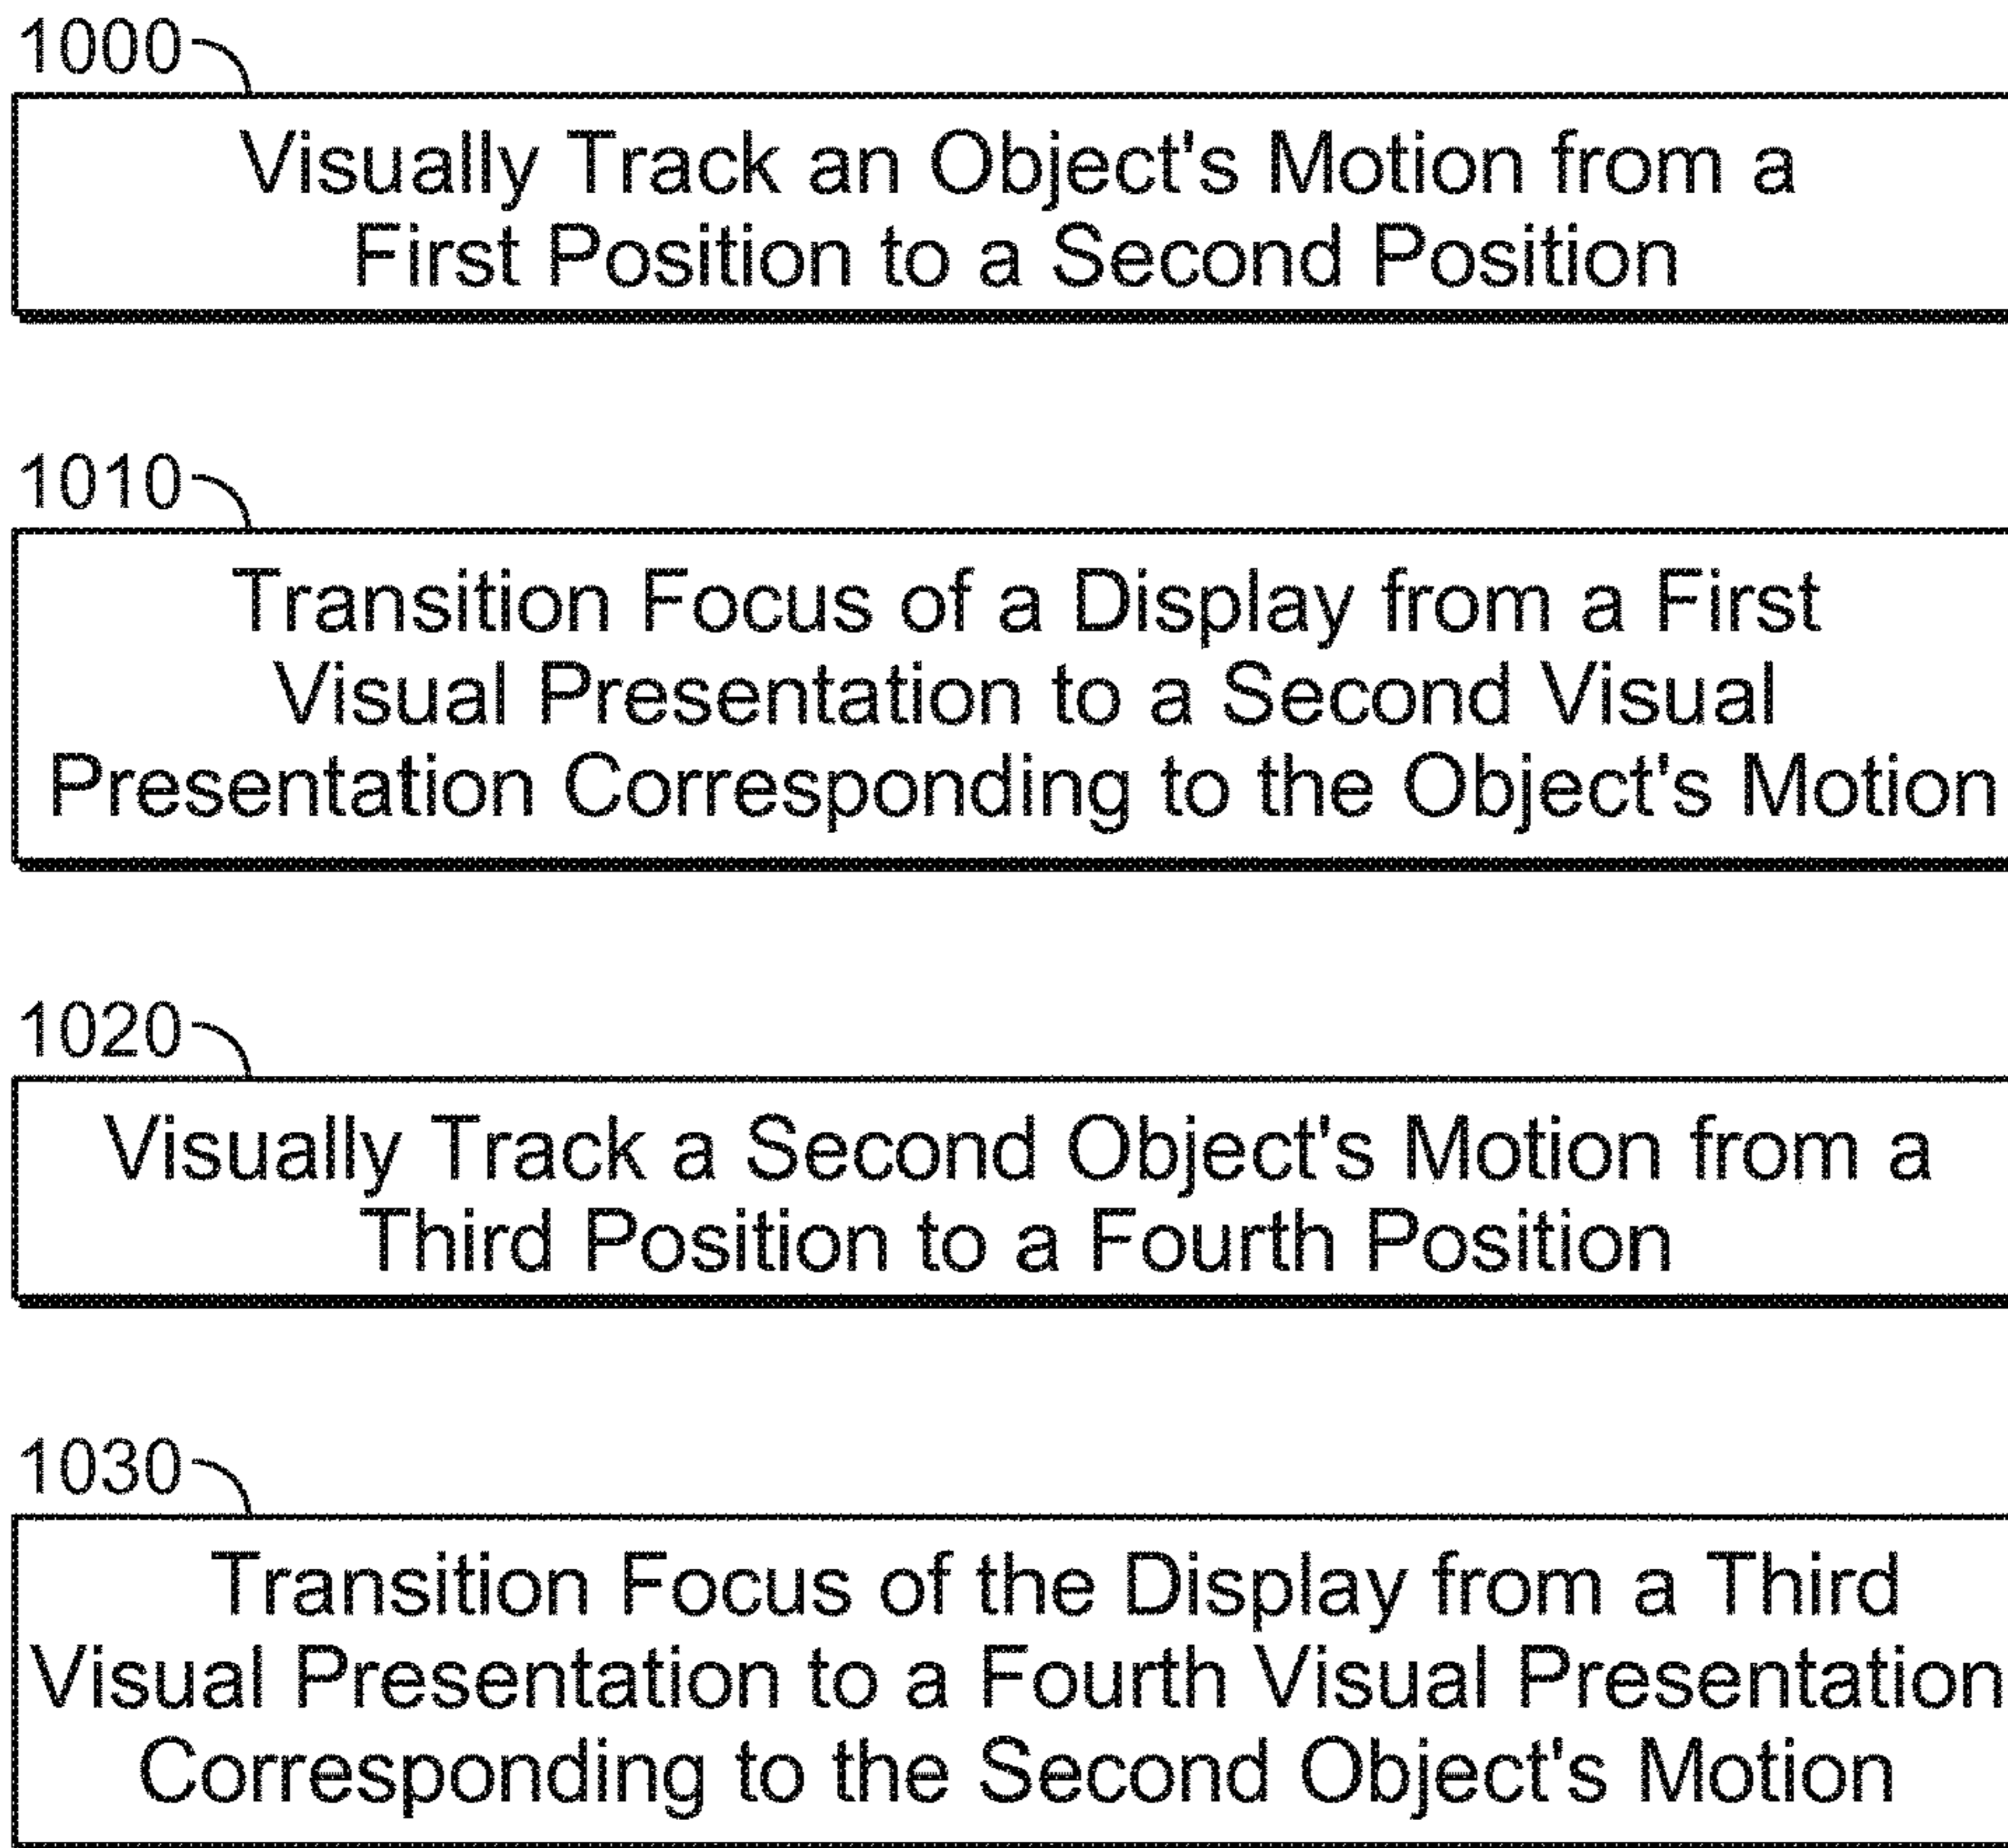 1000
Visually Track an Object's Motion from a
First Position to a Second Position
1010
Transition Focus of a Display from a First
Visual Presentation to a Second Visual
Presentation Corresponding to the Object's Motion
1020
Visually Track a Second Object's Motion from a
Third Position to a Fourth Position
1030
Transition Focus of the Display from a Third
Visual Presentation to a Fourth Visual Presentation
Corresponding to the Second Object's Motion